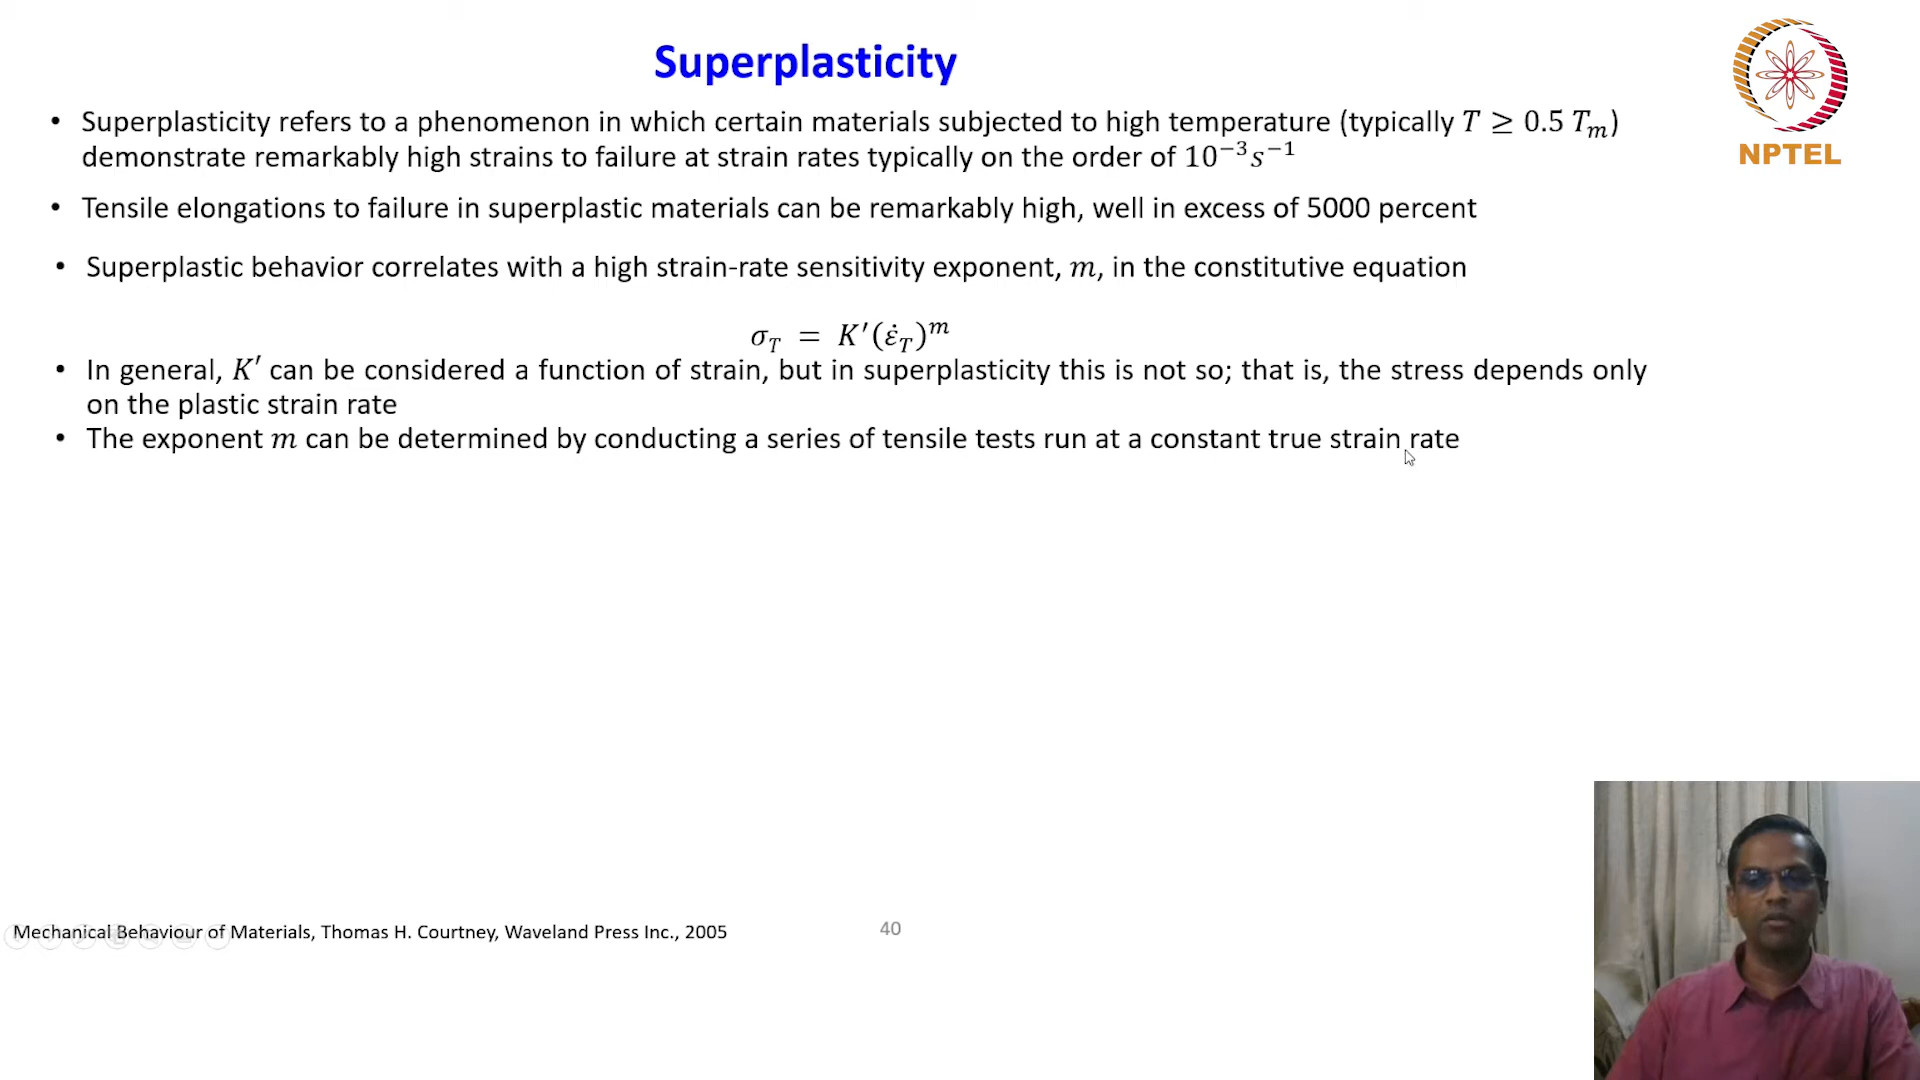 Superplasticity
NPTEL
• Superplasticity refers to a phenomenon in which certain materials subjected to high temperature (typically T ≥ 0.5 Tₘ)
demonstrate remarkably high strains to failure at strain rates typically on the order of 10⁻³s⁻¹
• Tensile elongations to failure in superplastic materials can be remarkably high, well in excess of 5000 percent
• Superplastic behavior correlates with a high strain-rate sensitivity exponent, m, in the constitutive equation
σ_T = K′(ε̇_T)ᵐ
• In general, K′ can be considered a function of strain, but in superplasticity this is not so; that is, the stress depends only
on the plastic strain rate
• The exponent m can be determined by conducting a series of tensile tests run at a constant true strain rate
Mechanical Behaviour of Materials, Thomas H. Courtney, Waveland Press Inc., 2005
40